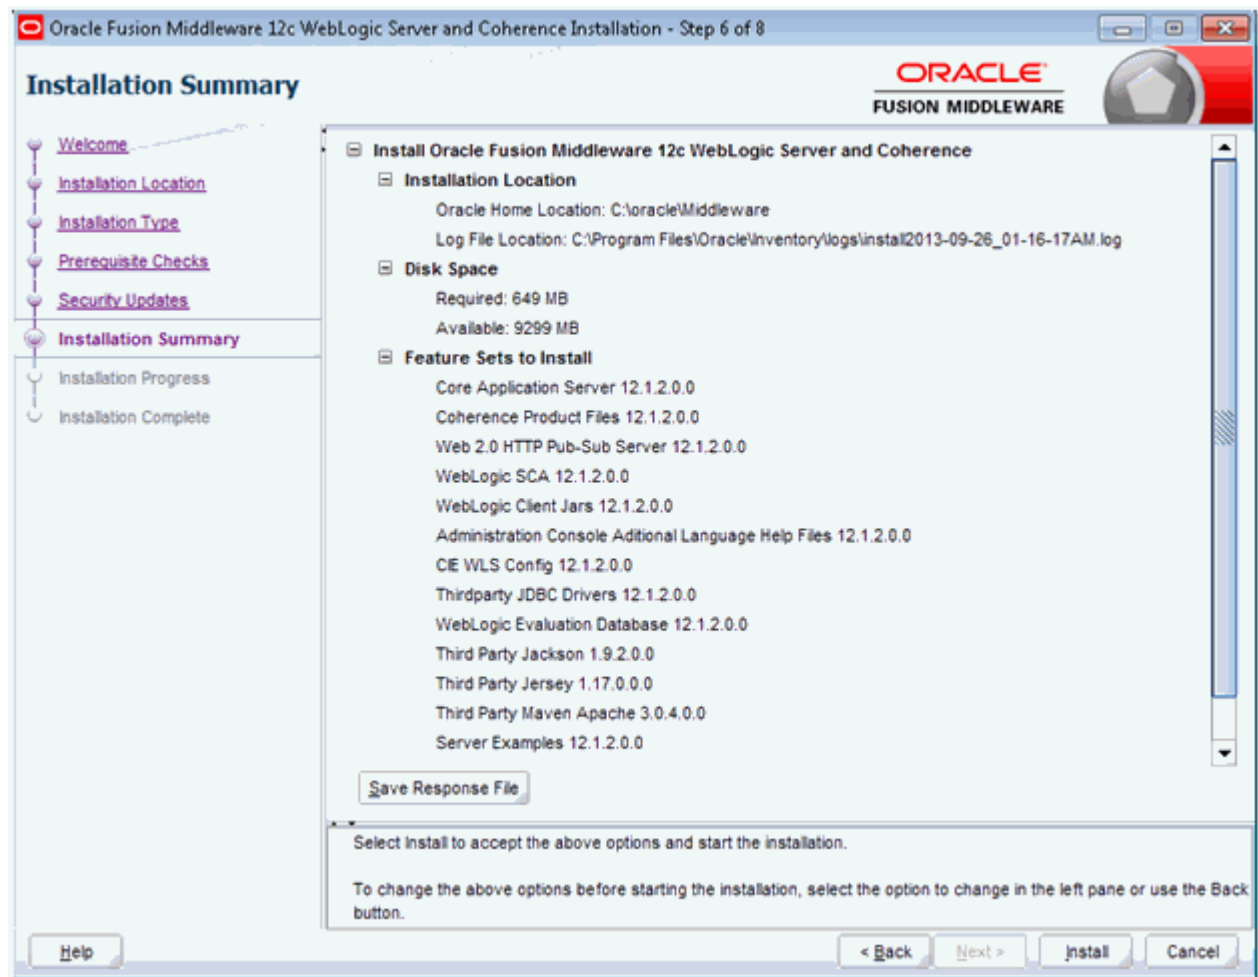 Oracle Fusion Middleware 12c WebLogic Server and Coherence Installation - Step 6 of 8
Installation Summary
ORACLE
FUSION MIDDLEWARE
Welcome
Installation Location
Installation Type
Prerequisite Checks
Security Updates
Installation Summary
Installation Progress
Installation Complete
Install Oracle Fusion Middleware 12c WebLogic Server and Coherence
Installation Location
Oracle Home Location: C:\oracle\Middleware
Log File Location: C:\Program Files\Oracle\Inventory\logs\install2013-09-26_01-16-17AM.log
Disk Space
Required: 649 MB
Available: 9299 MB
Feature Sets to Install
Core Application Server 12.1.2.0.0
Coherence Product Files 12.1.2.0.0
Web 2.0 HTTP Pub-Sub Server 12.1.2.0.0
WebLogic SCA 12.1.2.0.0
WebLogic Client Jars 12.1.2.0.0
Administration Console Aditional Language Help Files 12.1.2.0.0
CIE WLS Config 12.1.2.0.0
Thirdparty JDBC Drivers 12.1.2.0.0
WebLogic Evaluation Database 12.1.2.0.0
Third Party Jackson 1.9.2.0.0
Third Party Jersey 1.17.0.0.0
Third Party Maven Apache 3.0.4.0.0
Server Examples 12.1.2.0.0
Save Response File
Select Install to accept the above options and start the installation.
To change the above options before starting the installation, select the option to change in the left pane or use the Back
button.
Help
< Back
Next >
Install
Cancel